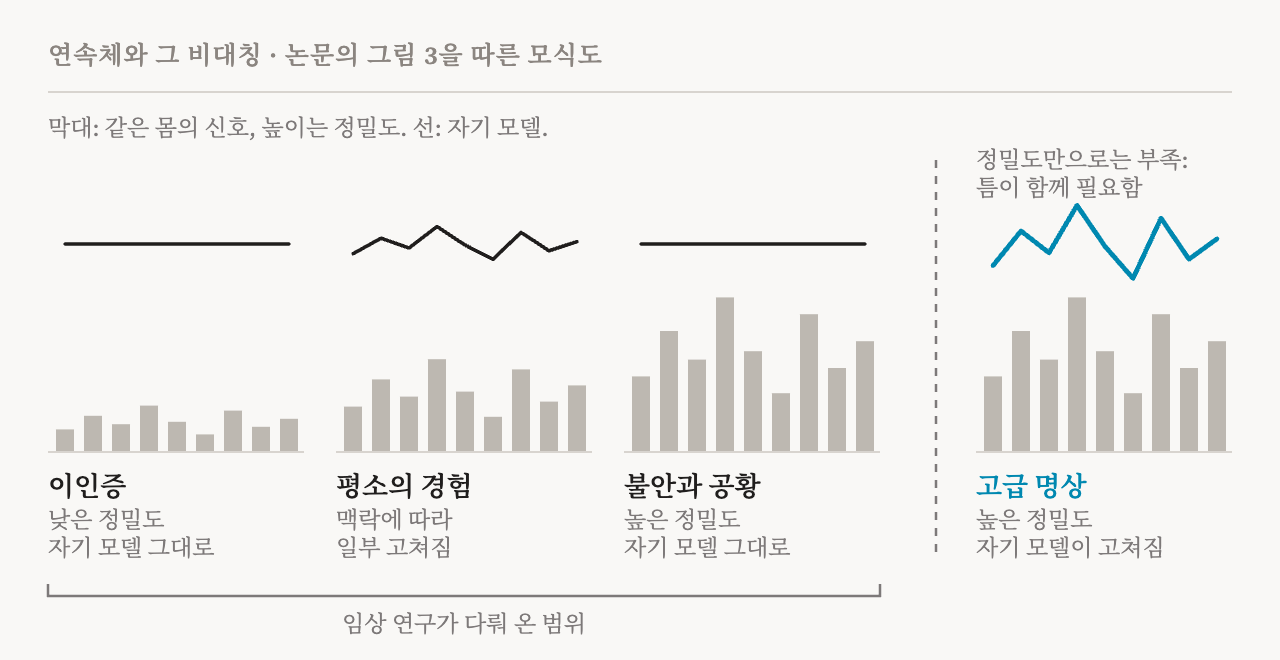 연속체와 그 비대칭 · 논문의 그림 3을 따른 모식도
막대: 같은 몸의 신호, 높이는 정밀도. 선: 자기 모델.
정밀도만으로는 부족:
틈이 함께 필요함
이인증
낮은 정밀도
자기 모델 그대로
평소의 경험
맥락에 따라
일부 고쳐짐
불안과 공황
높은 정밀도
자기 모델 그대로
고급 명상
높은 정밀도
자기 모델이 고쳐짐
임상 연구가 다뤄 온 범위